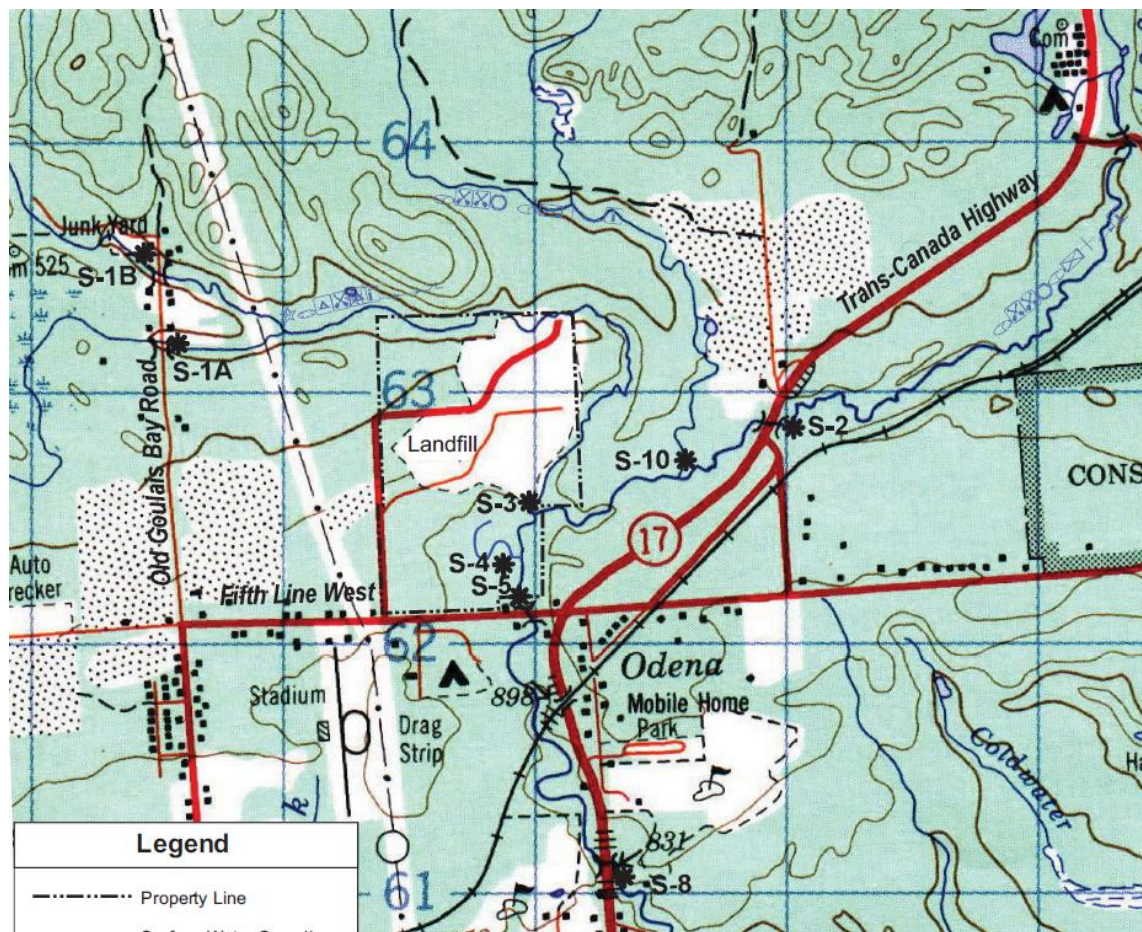 Com
64
Junk Yard
Trans-Canada Highway
S-1B
m 525
S-1A
Old Goulais Bay Road
63
Landfill
S-2
S-10
CONS
S-3
17
S-4
S-5
Auto
recker
Fifth Line West
62
Odena
Stadium
898
Mobile Home
Park
Drag
Strip
Coldwater
Ha
k
Legend
831
S-8
Property Line
61